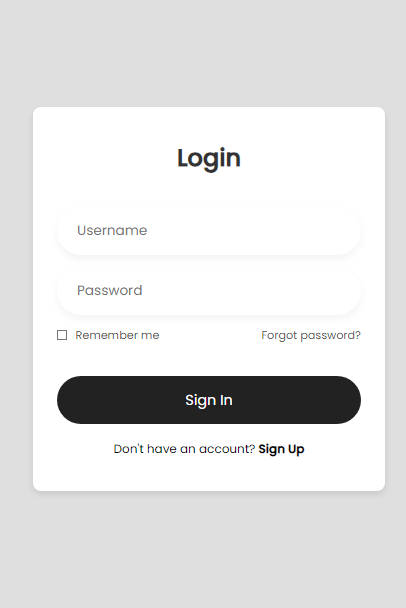 Login
Username
Password
Remember me Forgot password?
Sign In
Don't have an account? Sign Up